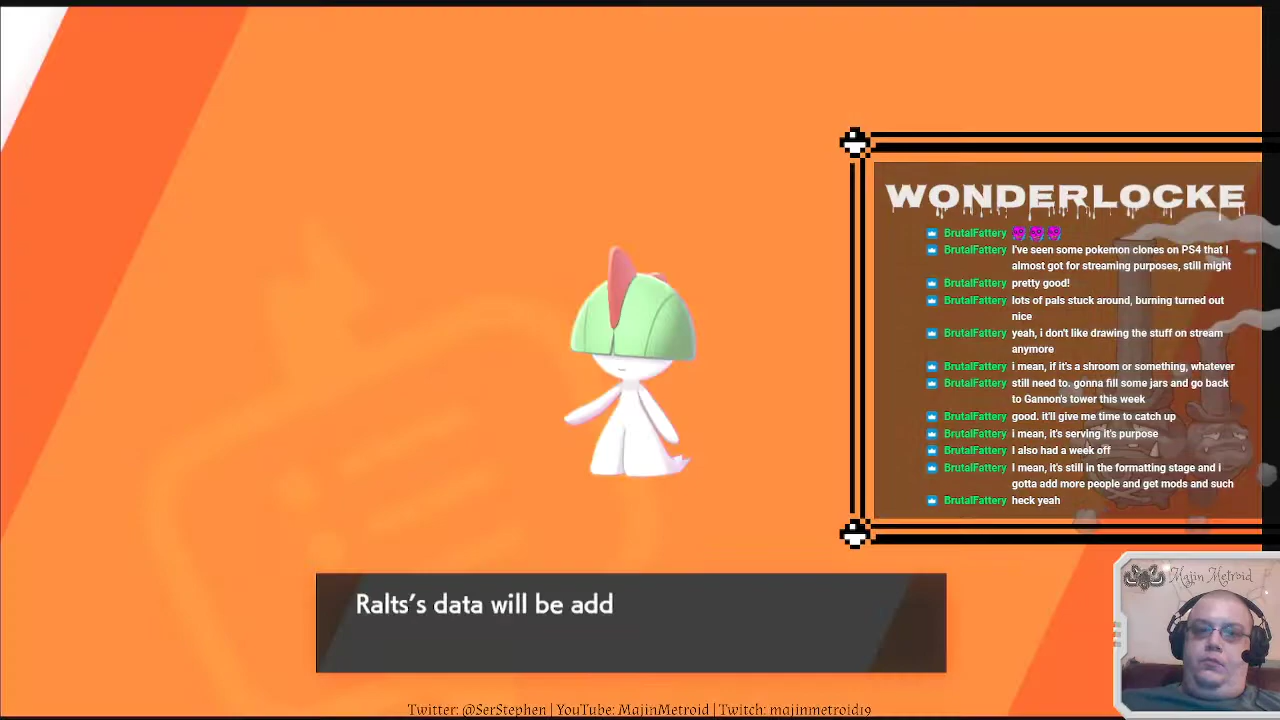 WONDERLOCKE
BrutalFattery
BrutalFattery I've seen some pokemon clones on PS4 that I
almost got for streaming purposes, still might
BrutalFattery pretty good!
BrutalFattery lots of pals stuck around, burning turned out
nice
BrutalFattery yeah, i don't like drawing the stuff on stream
anymore
BrutalFattery i mean, if it's a shroom or something, whatever
BrutalFattery still need to. gonna fill some jars and go back
to Gannon's tower this week
BrutalFattery good. it'll give me time to catch up
BrutalFattery i mean, it's serving it's purpose
BrutalFattery I also had a week off
BrutalFattery I mean, it's still in the formatting stage and i
gotta add more people and get mods and such
BrutalFattery heck yeah
Majin Metroid
Ralts's data will be add
Twitter: @SerStephen | YouTube: MajinMetroid | Twitch: majinmetroid19